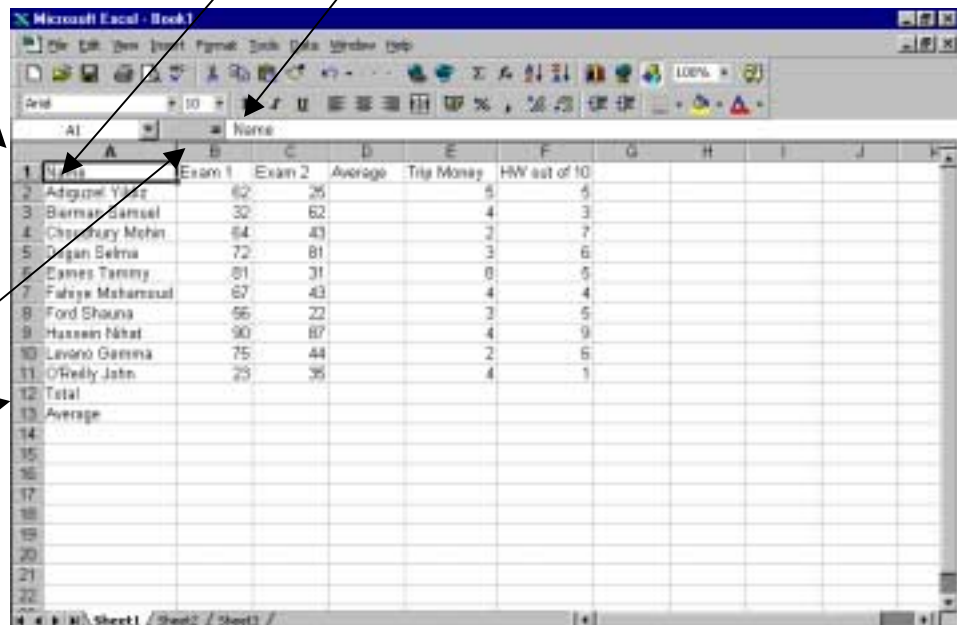 Microsoft Excel - Book1
File Edit View Insert Format Tools Data Window Help
100%
Arial 10 B I U
A1 = Name
A B C D E F G H I J K
1 Name Exam 1 Exam 2 Average Trip Money HW out of 10
2 Adiguzel Yildiz 62 25 5 5
3 Bierman Samuel 32 62 4 3
4 Choudhury Mohin 64 43 2 7
5 Dogan Selma 72 81 3 6
6 Eames Tammy 81 31 8 5
7 Fahiye Mohamoud 67 43 4 4
8 Ford Shauna 56 22 3 5
9 Hussein Nihat 90 87 4 9
10 Levano Gemma 75 44 2 6
11 O'Reilly John 23 35 4 1
12 Total
13 Average
14
15
16
17
18
19
20
21
22
Sheet1 Sheet2 Sheet3